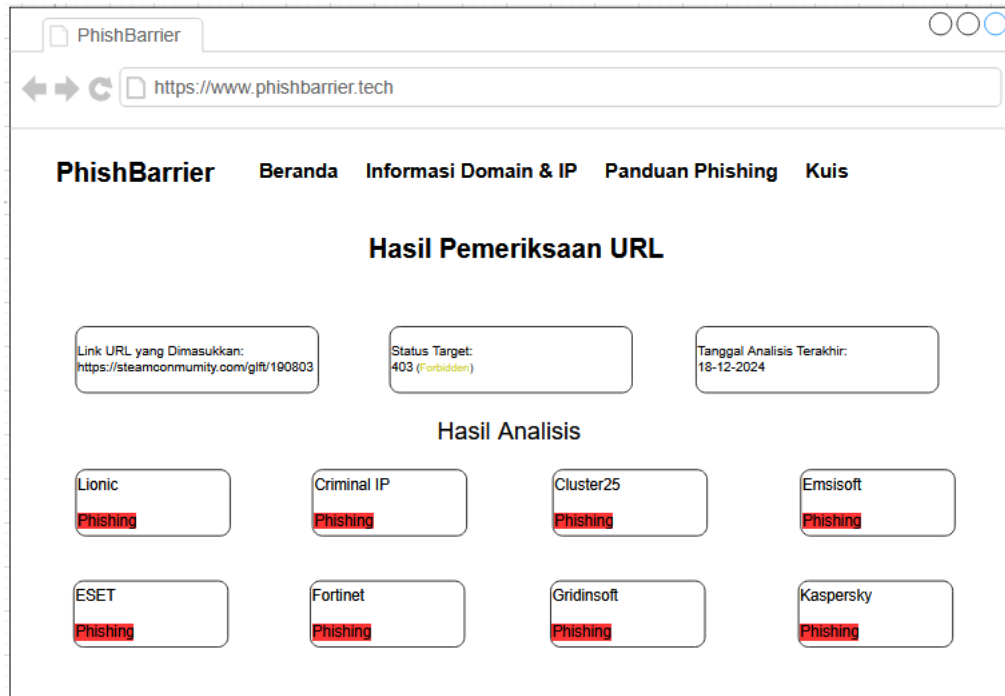 PhishBarrier
https://www.phishbarrier.tech
PhishBarrier Beranda Informasi Domain & IP Panduan Phishing Kuis
Hasil Pemeriksaan URL
Link URL yang Dimasukkan:
https://steamconmumity.com/glft/190803
Status Target:
403 (Forbidden)
Tanggal Analisis Terakhir:
18-12-2024
Hasil Analisis
Lionic
Phishing
Criminal IP
Phishing
Cluster25
Phishing
Emsisoft
Phishing
ESET
Phishing
Fortinet
Phishing
Gridinsoft
Phishing
Kaspersky
Phishing